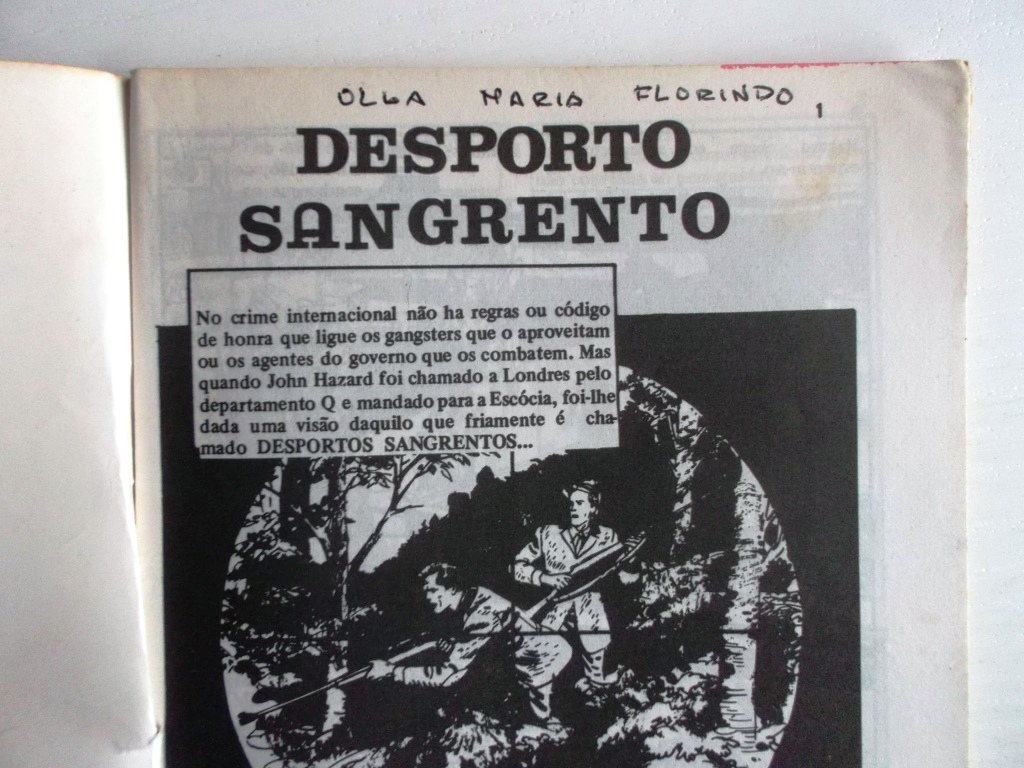 OLGA MARIA FLORINDO
1
DESPORTO
SANGRENTO
No crime internacional não ha regras ou código
de honra que ligue os gangsters que o aproveitam
ou os agentes do governo que os combatem. Mas
quando John Hazard foi chamado a Londres pelo
departamento Q e mandado para a Escócia, foi-lhe
dada uma visão daquilo que friamente é cha-
mado DESPORTOS SANGRENTOS...